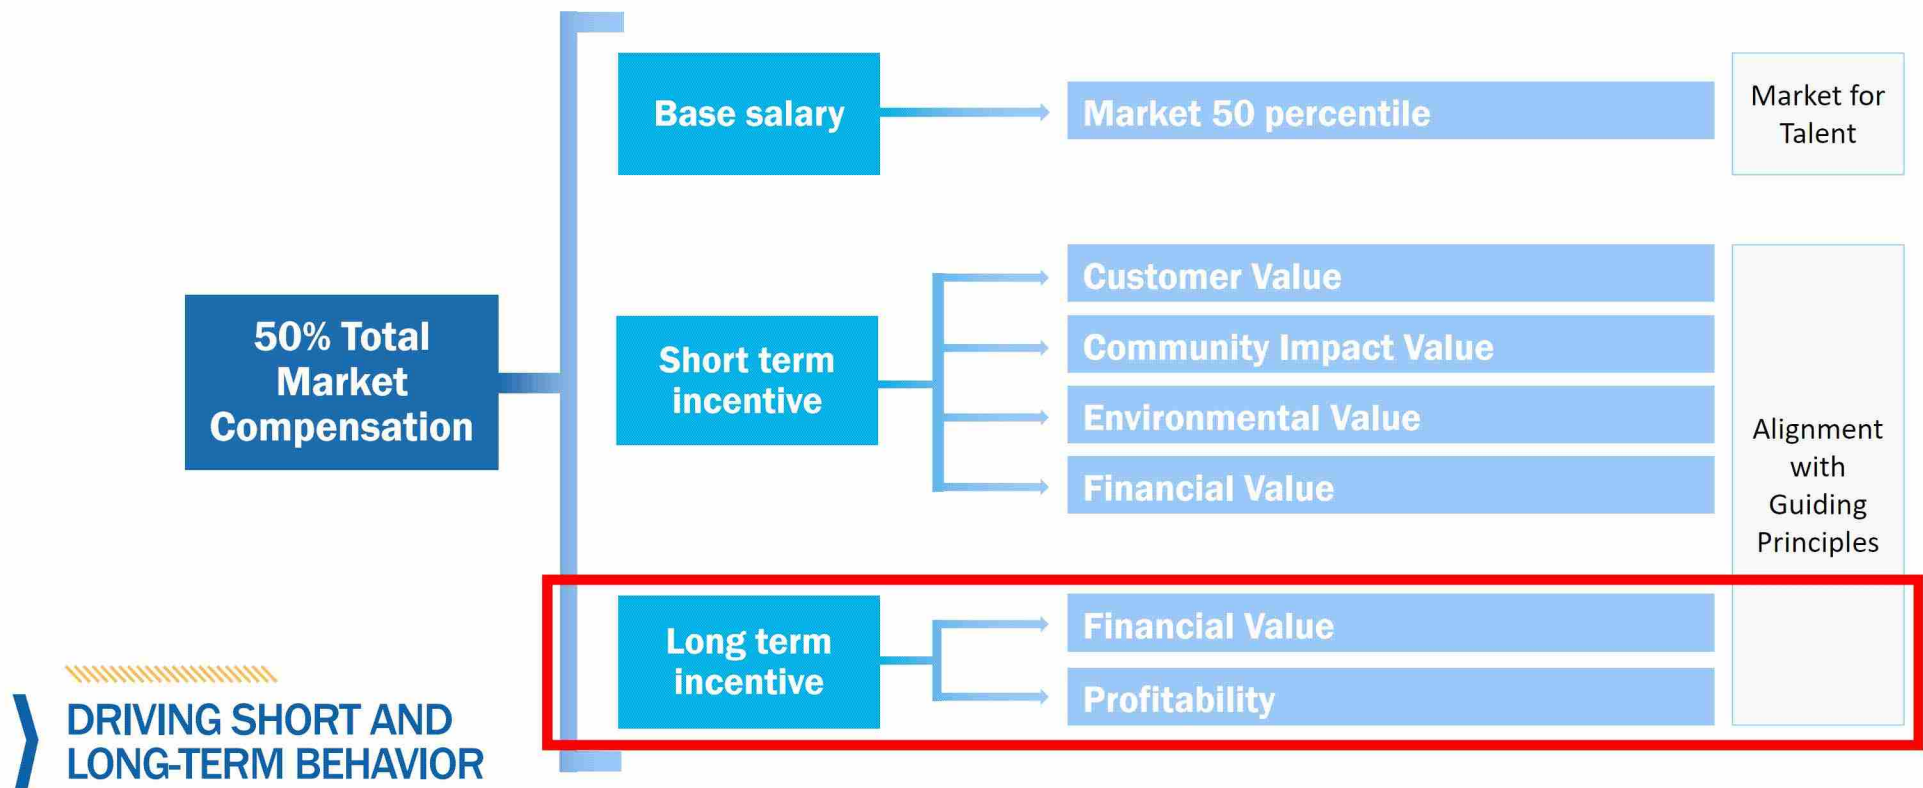 Base salary
Market 50 percentile
Market for
Talent
50% Total
Market
Compensation
Short term
incentive
Customer Value
Community Impact Value
Environmental Value
Financial Value
Alignment
with
Guiding
Principles
Long term
incentive
Financial Value
Profitability
DRIVING SHORT AND
LONG-TERM BEHAVIOR